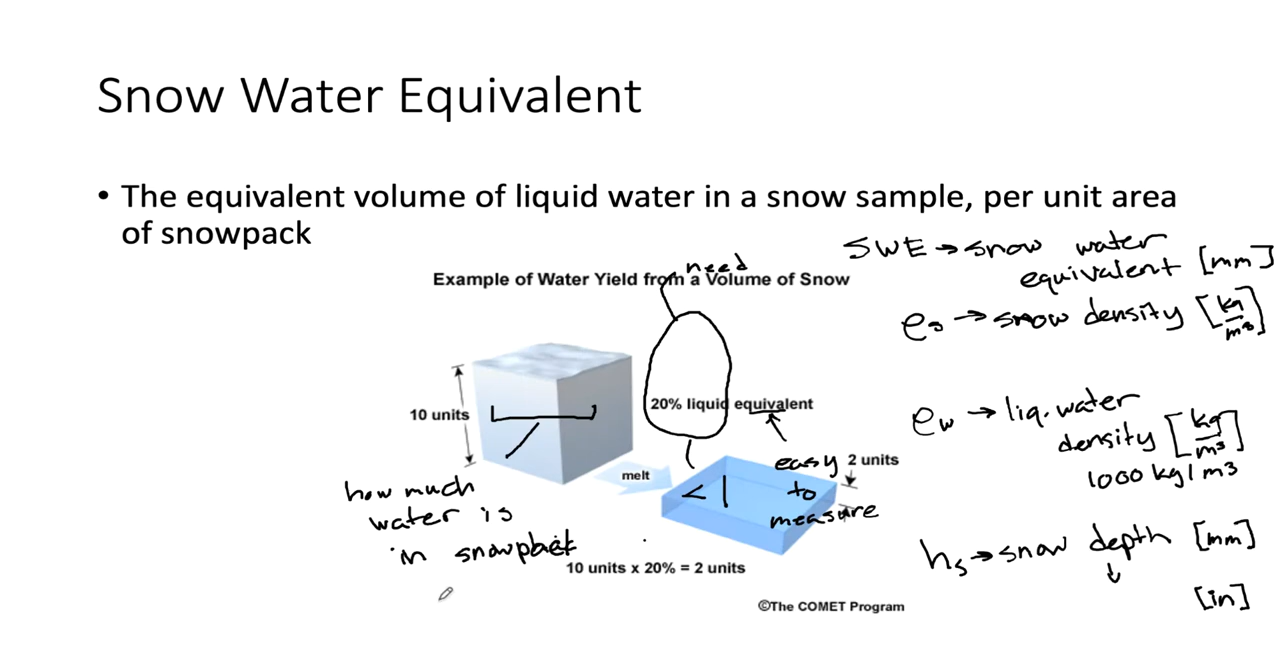 Snow Water Equivalent
• The equivalent volume of liquid water in a snow sample, per unit area
of snowpack
SWE → snow water
equivalent [mm]
need
Example of Water Yield from a Volume of Snow
ρs → snow density [kg/m³]
10 units
20% liquid equivalent
ρw → liq. water
density [kg/m³]
1000 kg/m3
melt
< 1
easy
to
measure
2 units
how much
water is
in snowpack
hs → snow depth [mm]
↓
[in]
10 units x 20% = 2 units
©The COMET Program